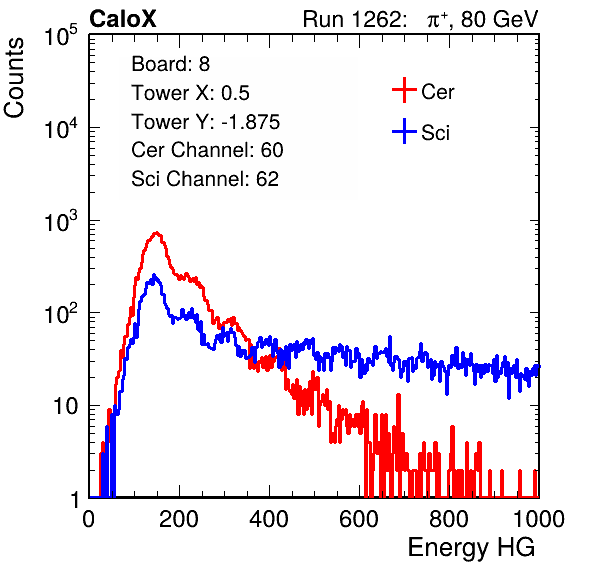 CaloX Run 1262: π⁺, 80 GeV
Counts
10⁵
10⁴
10³
10²
10
1
Board: 8
Tower X: 0.5
Tower Y: -1.875
Cer Channel: 60
Sci Channel: 62
Cer
Sci
0 200 400 600 800 1000
Energy HG